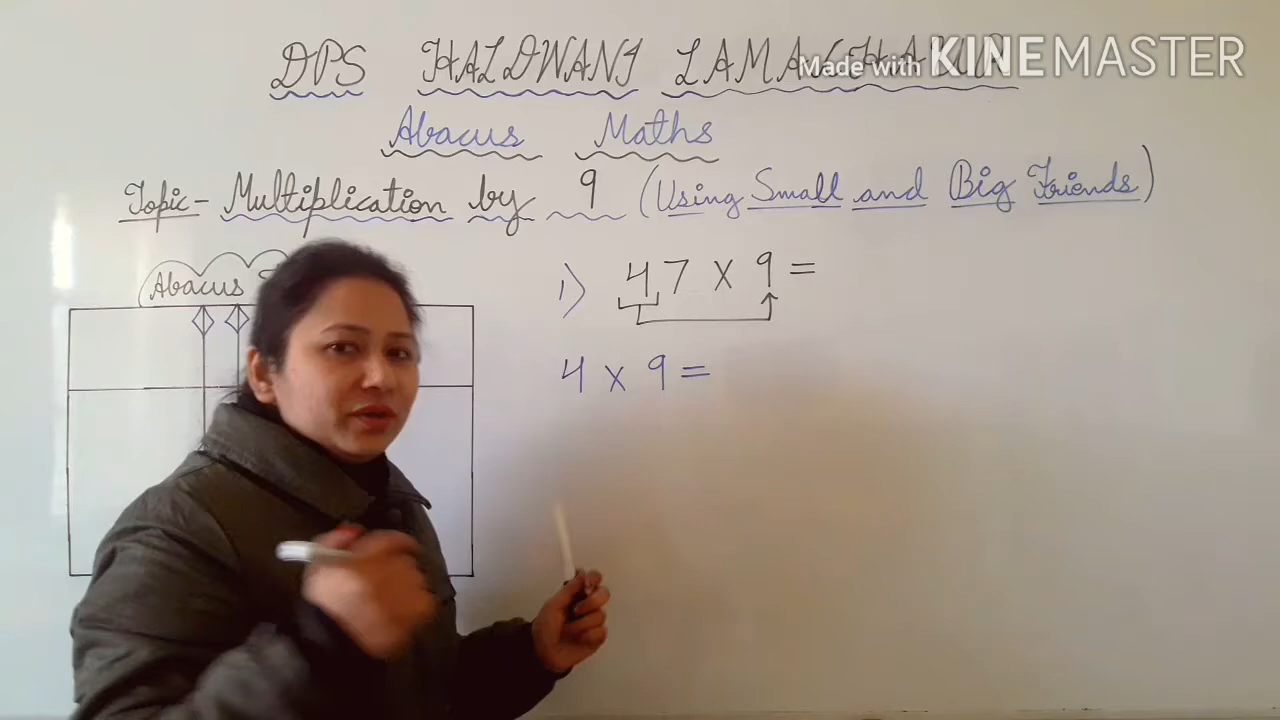 DPS HALDWANI LAMACHAUR
Made with KINEMASTER
Abacus Maths
Topic- Multiplication by 9 (Using Small and Big Friends)
Abacus
1) 47 X 9 =
4 X 9 =